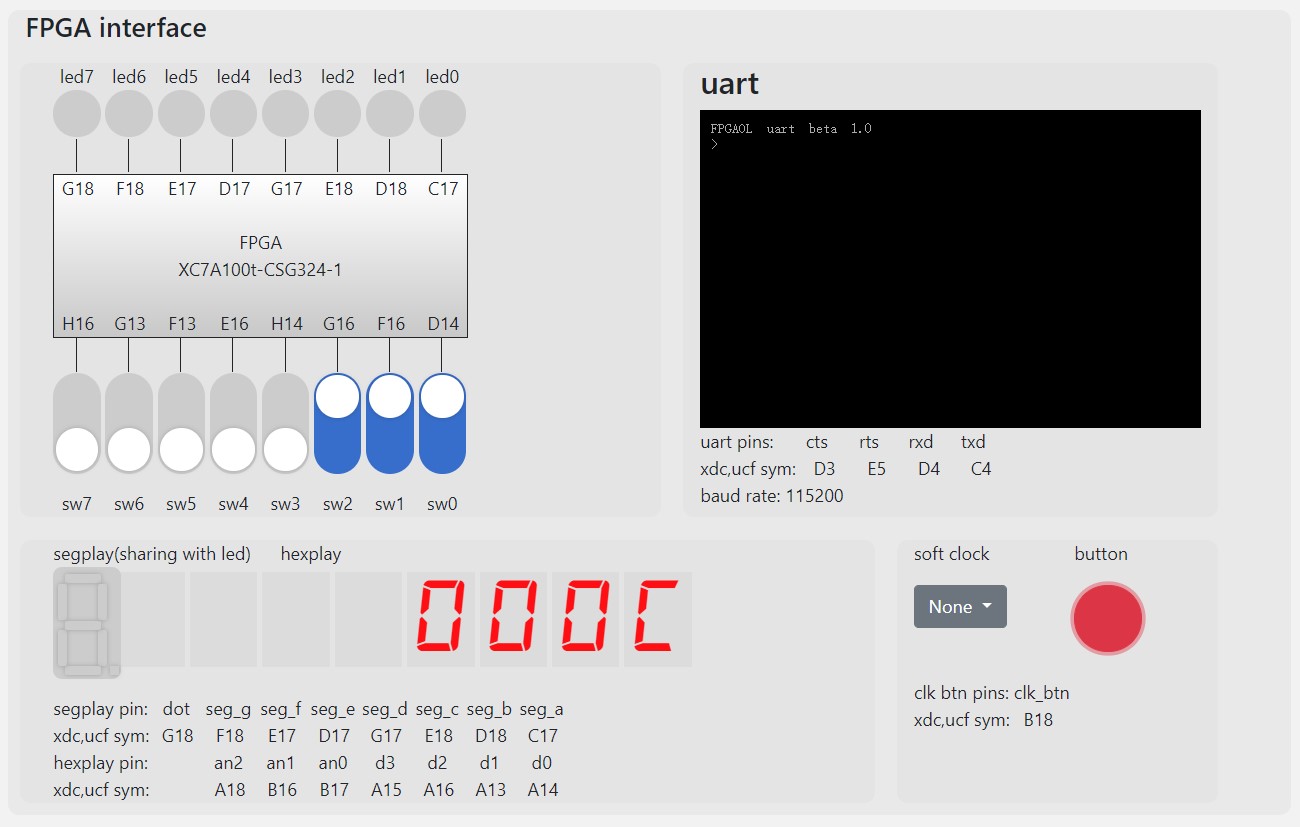 FPGA interface
led7 led6 led5 led4 led3 led2 led1 led0
G18 F18 E17 D17 G17 E18 D18 C17
FPGA
XC7A100t-CSG324-1
H16 G13 F13 E16 H14 G16 F16 D14
sw7 sw6 sw5 sw4 sw3 sw2 sw1 sw0
uart
FPGAOL uart beta 1.0
>
uart pins: cts rts rxd txd
xdc,ucf sym: D3 E5 D4 C4
baud rate: 115200
segplay(sharing with led) hexplay
000C
segplay pin: dot seg_g seg_f seg_e seg_d seg_c seg_b seg_a
xdc,ucf sym: G18 F18 E17 D17 G17 E18 D18 C17
hexplay pin: an2 an1 an0 d3 d2 d1 d0
xdc,ucf sym: A18 B16 B17 A15 A16 A13 A14
soft clock button
None
clk btn pins: clk_btn
xdc,ucf sym: B18